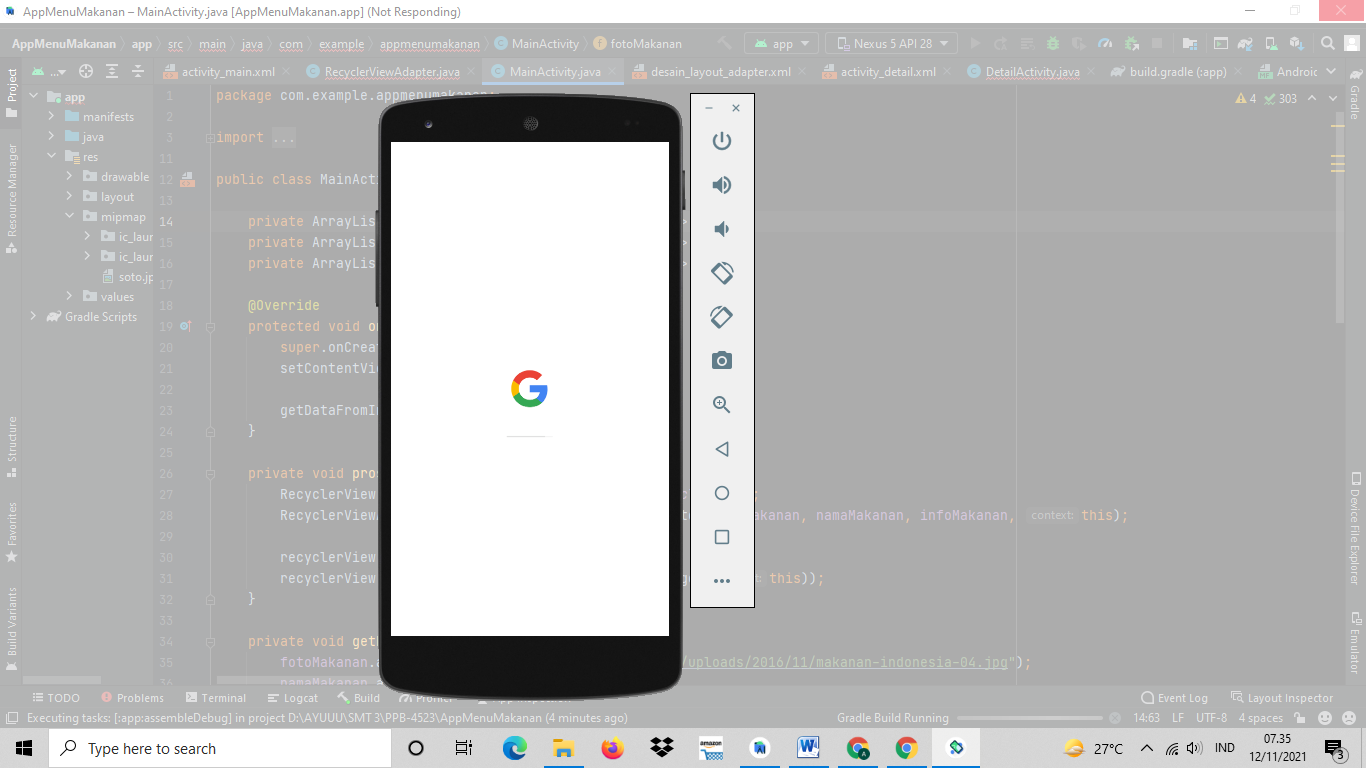 AppMenuMakanan – MainActivity.java [AppMenuMakanan.app] (Not Responding)
AppMenuMakanan app src main java com example appmenumakanan MainActivity fotoMakanan app Nexus 5 API 28
Project ... activity_main.xml RecyclerViewAdapter.java MainActivity.java desain_layout_adapter.xml activity_detail.xml DetailActivity.java build.gradle (:app) Androic Gradle
app 1 package com.example.appmenumakanan; 4 303
manifests 2
java 3 import ...
res 11
drawable 12 public class MainActi
layout 13
mipmap 14 private ArrayLis
ic_laur 15 private ArrayLis
ic_laur 16 private ArrayLis
soto.jp 17
values 18 @Override
Gradle Scripts 19 protected void on
20 super.onCreat
21 setContentVie
22
23 getDataFromIn
24 }
25
26 private void pros
27 RecyclerView
28 RecyclerView akanan, namaMakanan, infoMakanan, context: this);
30 recyclerView
31 recyclerView this));
32 }
33
34 private void get
35 fotoMakanan.a /uploads/2016/11/makanan-indonesia-04.jpg");
36 namaMakanan.a
Resource Manager
Structure
Favorites
Build Variants
Device File Explorer
Emulator
TODO Problems Terminal Logcat Build Profiler App Inspection Event Log Layout Inspector
Executing tasks: [:app:assembleDebug] in project D:\AYUUU\SMT 3\PPB-4523\AppMenuMakanan (4 minutes ago) Gradle Build Running 14:63 LF UTF-8 4 spaces
Type here to search amazon W A 27°C IND 07.35
12/11/2021 3